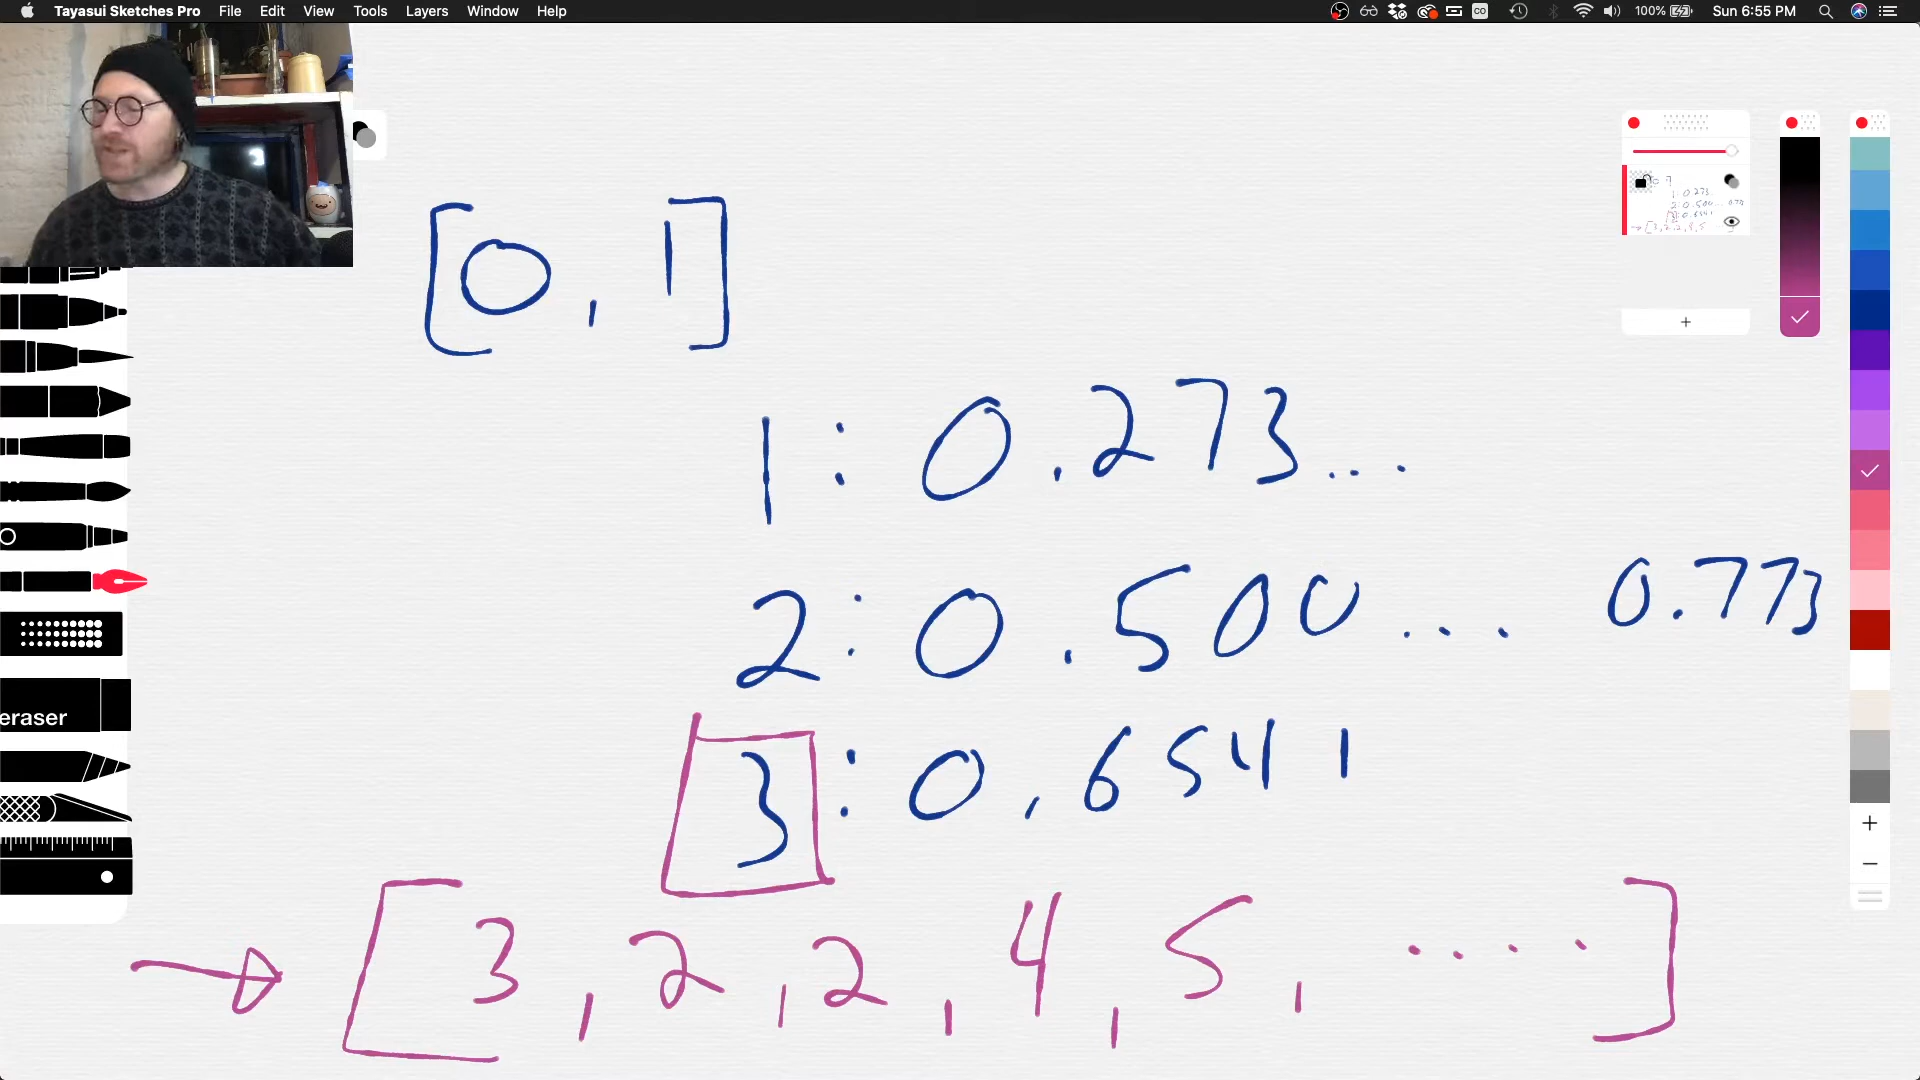 Tayasui Sketches Pro File Edit View Tools Layers Window Help 100% Sun 6:55 PM
[0, 1]
1: 0.273...
2: 0.500... 0.773
3: 0.6541
eraser
[3, 2, 2, 4, 5, ....]